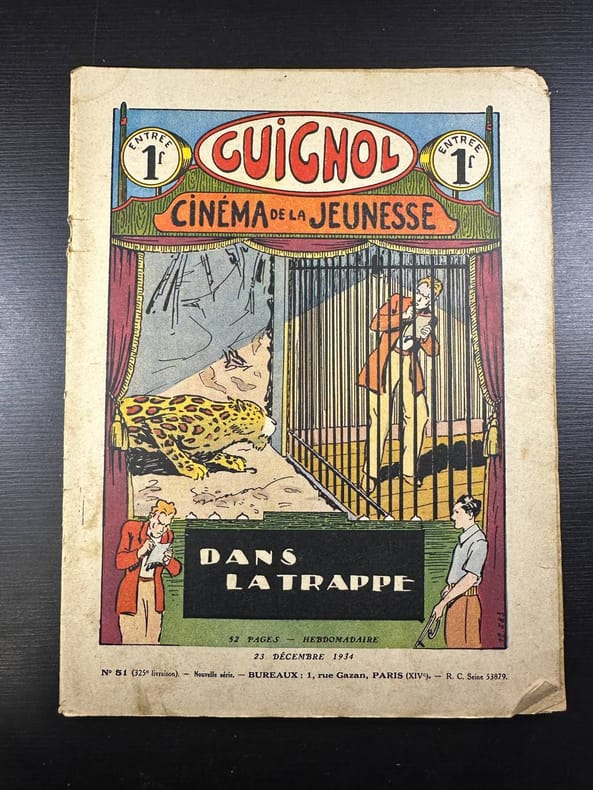 ENTRÉE
1f
GUIGNOL
ENTRÉE
1f
CINÉMA DE LA JEUNESSE
DANS
LA TRAPPE
52 PAGES — HEBDOMADAIRE
23 DÉCEMBRE 1934
N° 51 (325e livraison). — Nouvelle série. — BUREAUX : 1, rue Gazan, PARIS (XIVe). — R. C. Seine 53879.